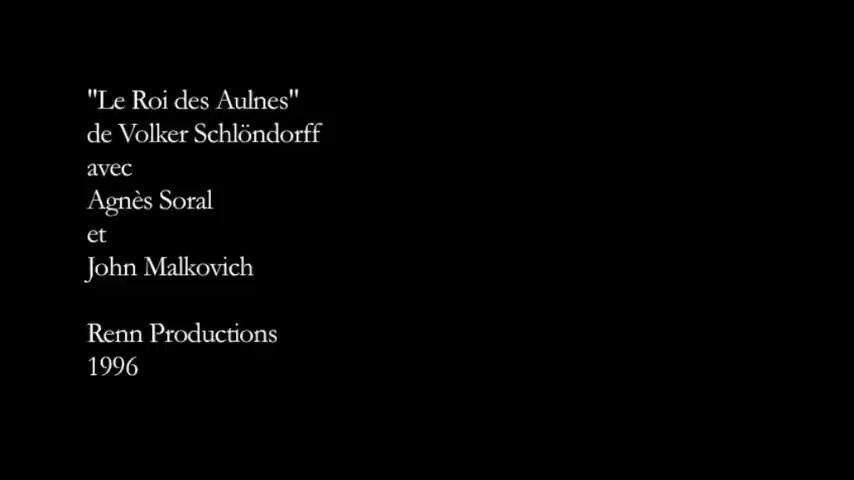 "Le Roi des Aulnes"
de Volker Schlöndorff
avec
Agnès Soral
et
John Malkovich
Renn Productions
1996